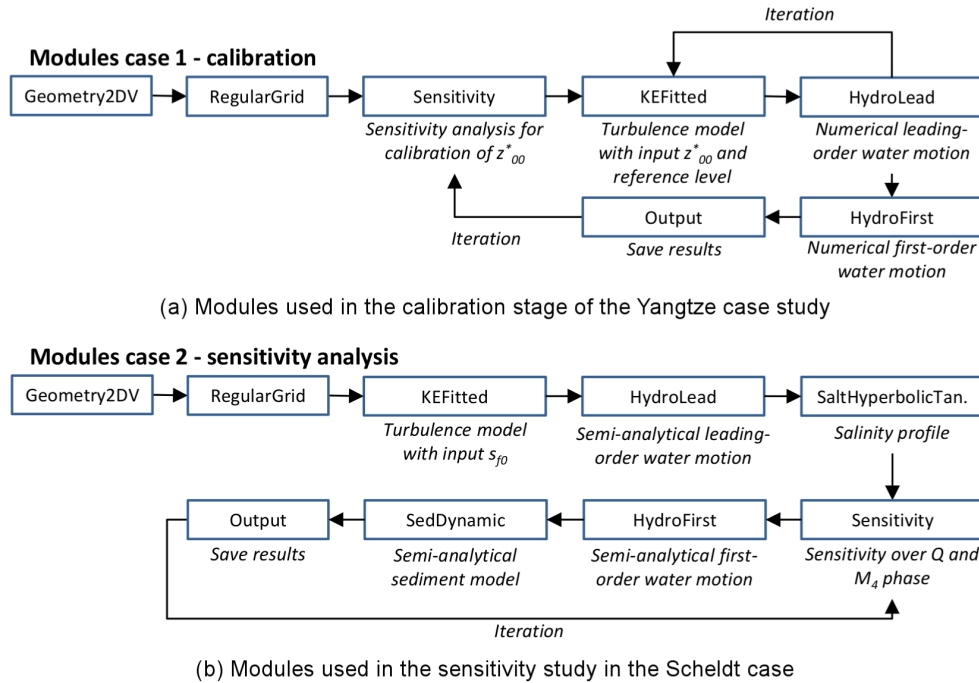 Iteration
Modules case 1 - calibration
Geometry2DV
RegularGrid
Sensitivity
KEFitted
HydroLead
Sensitivity analysis for
calibration of z*00
Turbulence model
with input z*00 and
reference level
Numerical leading-
order water motion
Output
HydroFirst
Iteration
Save results
Numerical first-order
water motion
(a) Modules used in the calibration stage of the Yangtze case study
Modules case 2 - sensitivity analysis
Geometry2DV
RegularGrid
KEFitted
HydroLead
SaltHyperbolicTan.
Turbulence model
with input sf0
Semi-analytical leading-
order water motion
Salinity profile
Output
SedDynamic
HydroFirst
Sensitivity
Save results
Semi-analytical
sediment model
Semi-analytical first-
order water motion
Sensitivity over Q and
M4 phase
Iteration
(b) Modules used in the sensitivity study in the Scheldt case